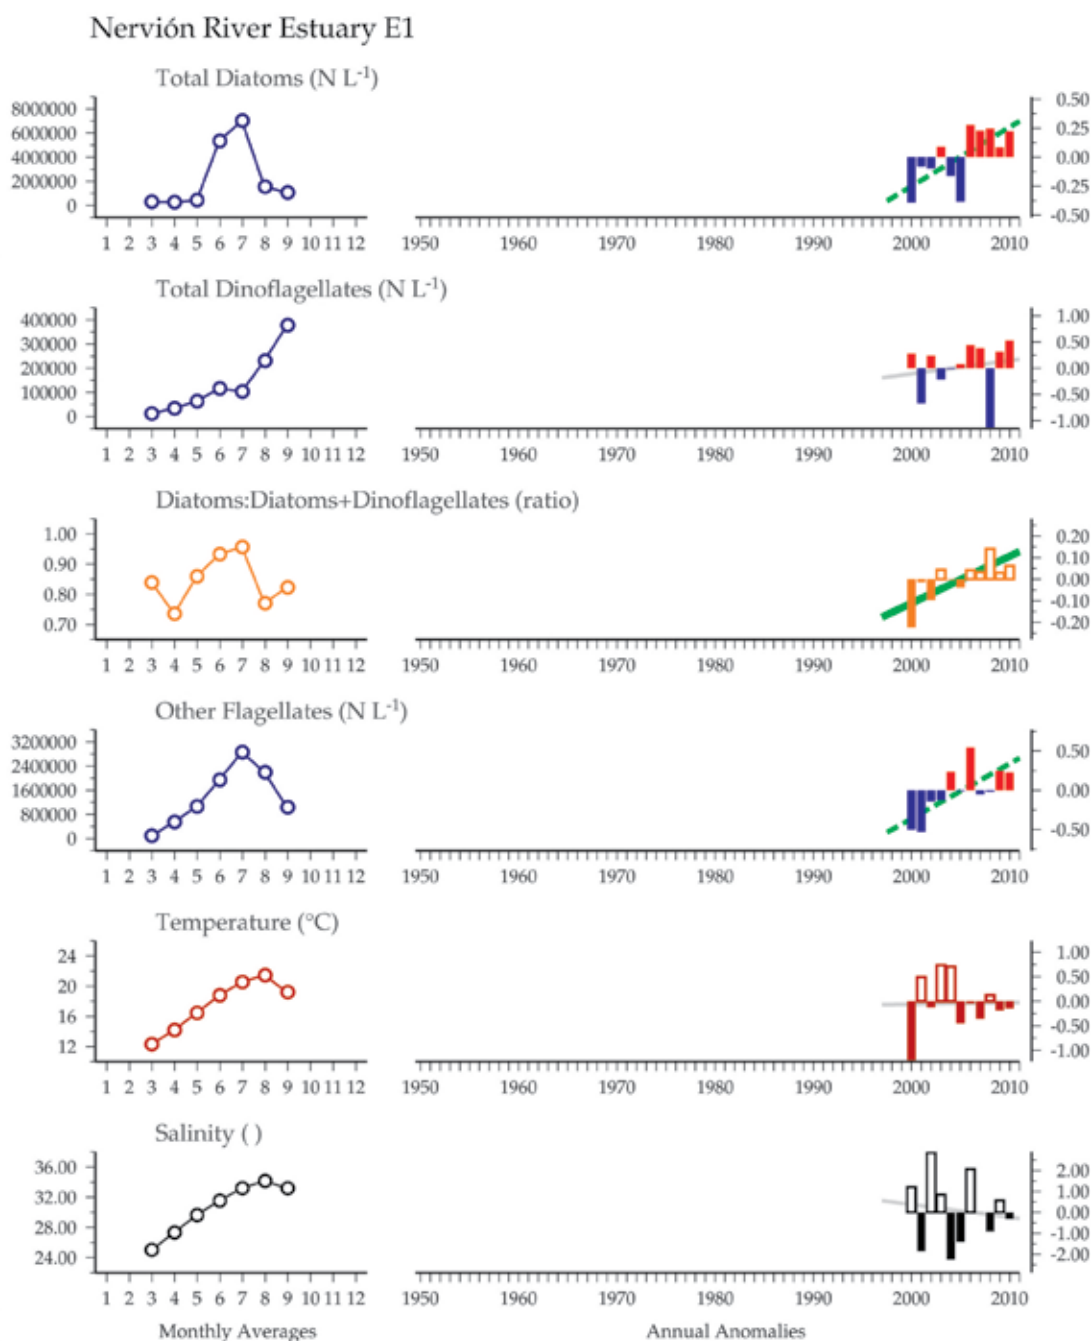 Nervión River Estuary E1
Total Diatoms (N L-1)
8000000
6000000
4000000
2000000
0
0.50
0.25
0.00
-0.25
-0.50
1 2 3 4 5 6 7 8 9 10 11 12
1950 1960 1970 1980 1990 2000 2010
Total Dinoflagellates (N L-1)
400000
300000
200000
100000
0
1.00
0.50
0.00
-0.50
-1.00
1 2 3 4 5 6 7 8 9 10 11 12
1950 1960 1970 1980 1990 2000 2010
Diatoms:Diatoms+Dinoflagellates (ratio)
1.00
0.90
0.80
0.70
0.20
0.10
0.00
-0.10
-0.20
1 2 3 4 5 6 7 8 9 10 11 12
1950 1960 1970 1980 1990 2000 2010
Other Flagellates (N L-1)
3200000
2400000
1600000
800000
0
0.50
0.00
-0.50
1 2 3 4 5 6 7 8 9 10 11 12
1950 1960 1970 1980 1990 2000 2010
Temperature (°C)
24
20
16
12
1.00
0.50
0.00
-0.50
-1.00
1 2 3 4 5 6 7 8 9 10 11 12
1950 1960 1970 1980 1990 2000 2010
Salinity ( )
36.00
32.00
28.00
24.00
2.00
1.00
0.00
-1.00
-2.00
1 2 3 4 5 6 7 8 9 10 11 12
1950 1960 1970 1980 1990 2000 2010
Monthly Averages
Annual Anomalies